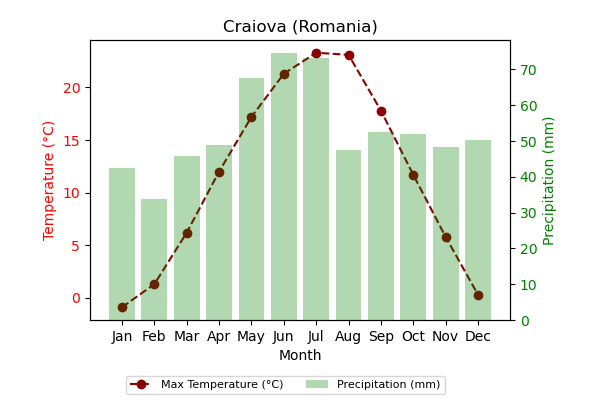 Craiova (Romania)
20
15
10
5
0
Temperature (°C)
70
60
50
40
30
20
10
0
Precipitation (mm)
Jan Feb Mar Apr May Jun Jul Aug Sep Oct Nov Dec
Month
Max Temperature (°C) Precipitation (mm)